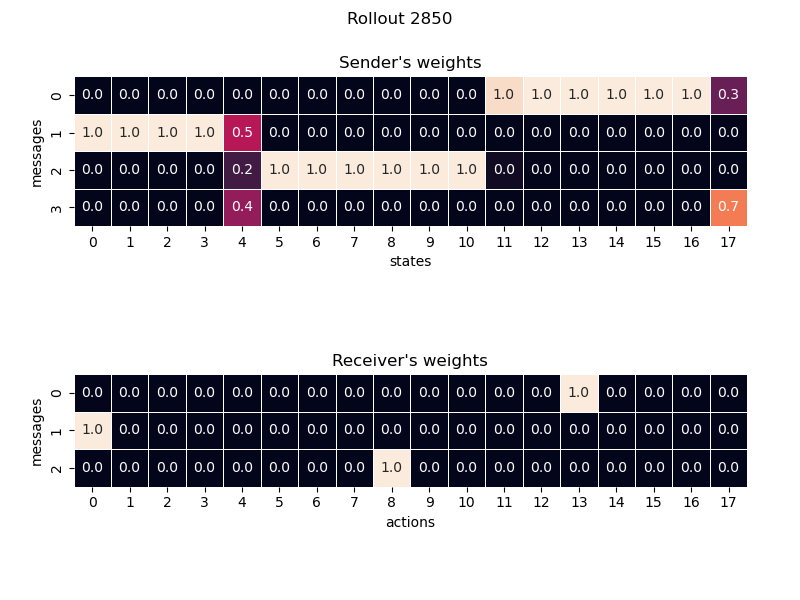 Rollout 2850
Sender's weights
0 0.0 0.0 0.0 0.0 0.0 0.0 0.0 0.0 0.0 0.0 0.0 1.0 1.0 1.0 1.0 1.0 1.0 0.3
1 1.0 1.0 1.0 1.0 0.5 0.0 0.0 0.0 0.0 0.0 0.0 0.0 0.0 0.0 0.0 0.0 0.0 0.0
2 0.0 0.0 0.0 0.0 0.2 1.0 1.0 1.0 1.0 1.0 1.0 0.0 0.0 0.0 0.0 0.0 0.0 0.0
3 0.0 0.0 0.0 0.0 0.4 0.0 0.0 0.0 0.0 0.0 0.0 0.0 0.0 0.0 0.0 0.0 0.0 0.7
messages
0 1 2 3 4 5 6 7 8 9 10 11 12 13 14 15 16 17
states
Receiver's weights
0 0.0 0.0 0.0 0.0 0.0 0.0 0.0 0.0 0.0 0.0 0.0 0.0 0.0 1.0 0.0 0.0 0.0 0.0
1 1.0 0.0 0.0 0.0 0.0 0.0 0.0 0.0 0.0 0.0 0.0 0.0 0.0 0.0 0.0 0.0 0.0 0.0
2 0.0 0.0 0.0 0.0 0.0 0.0 0.0 0.0 1.0 0.0 0.0 0.0 0.0 0.0 0.0 0.0 0.0 0.0
messages
0 1 2 3 4 5 6 7 8 9 10 11 12 13 14 15 16 17
actions